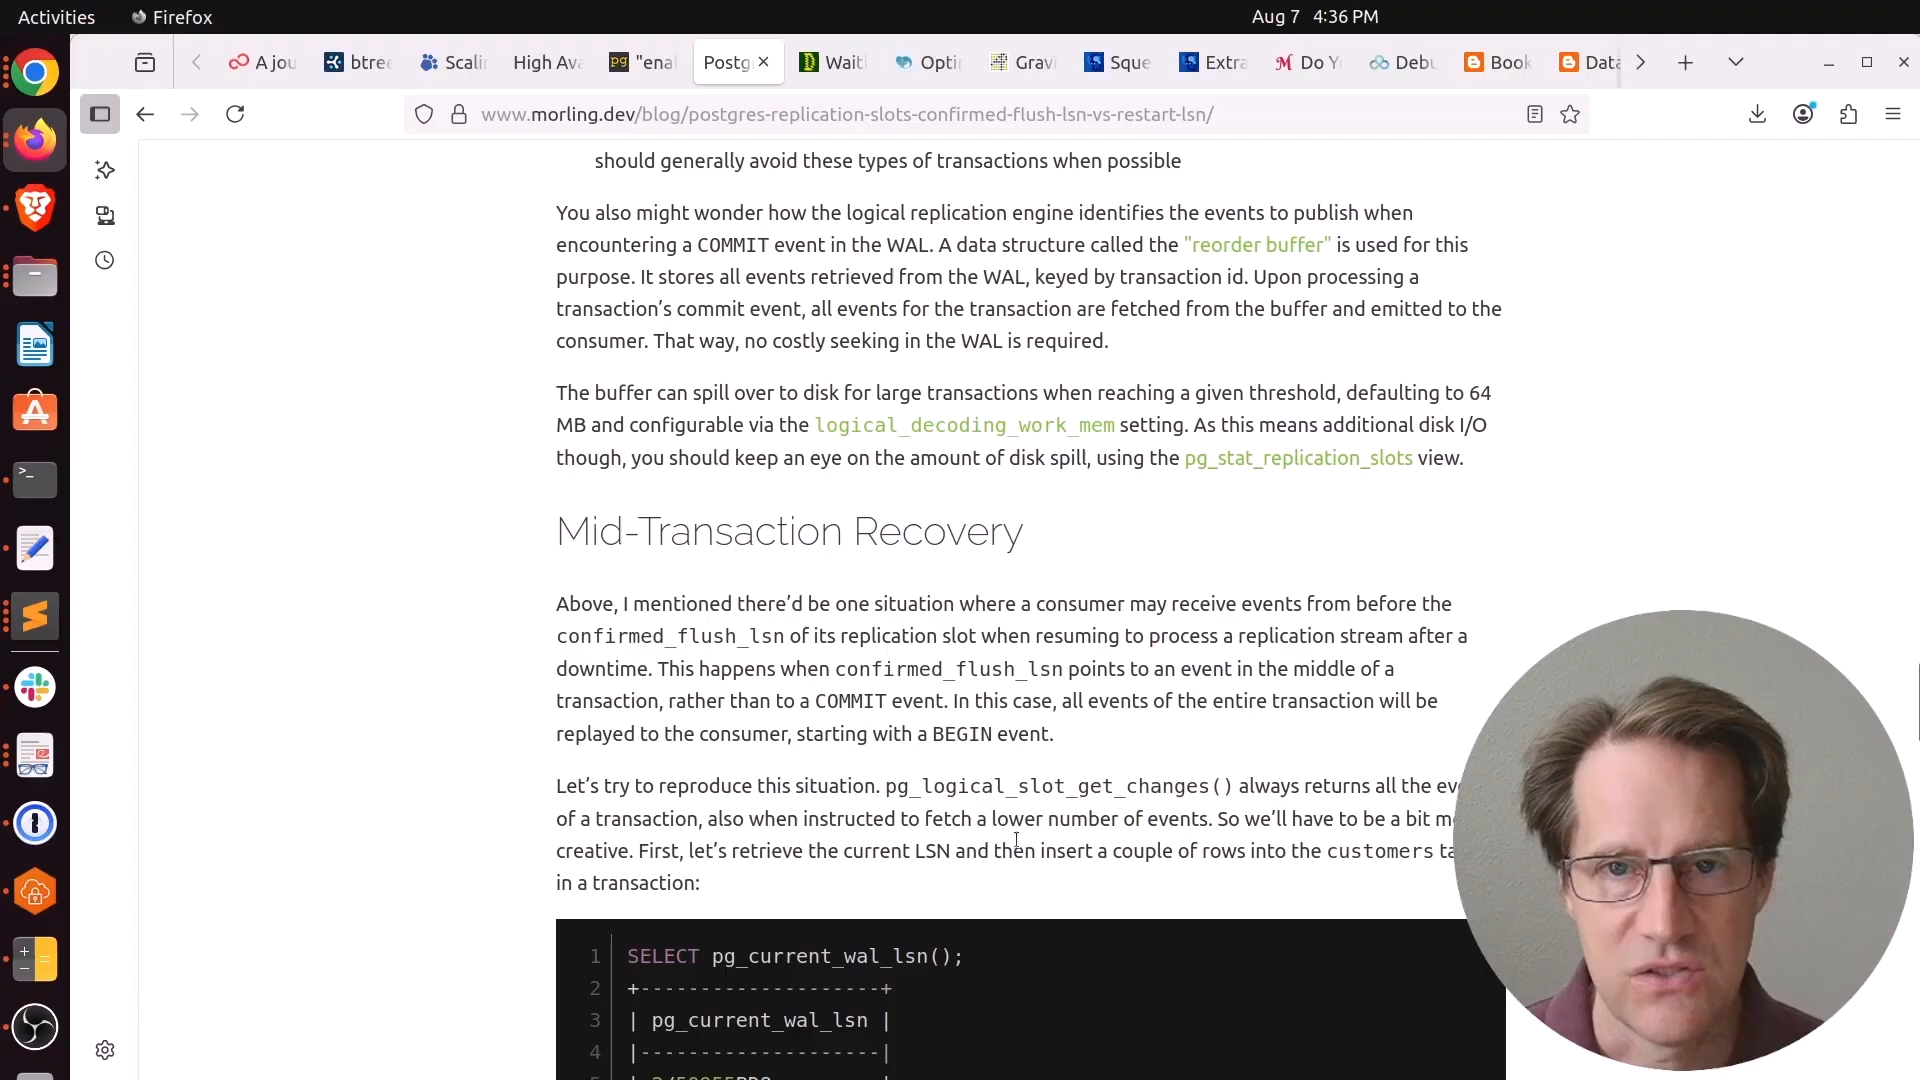 Activities
Firefox
Aug 7 4:36 PM
A jou
btree
Scali
High Ava
"ena
Postg
Waiti
Opti
Gravi
Sque
Extra
Do Y
Debu
Book
Data
www.morling.dev/blog/postgres-replication-slots-confirmed-flush-lsn-vs-restart-lsn/
should generally avoid these types of transactions when possible
You also might wonder how the logical replication engine identifies the events to publish when
encountering a COMMIT event in the WAL. A data structure called the "reorder buffer" is used for this
purpose. It stores all events retrieved from the WAL, keyed by transaction id. Upon processing a
transaction’s commit event, all events for the transaction are fetched from the buffer and emitted to the
consumer. That way, no costly seeking in the WAL is required.
The buffer can spill over to disk for large transactions when reaching a given threshold, defaulting to 64
MB and configurable via the logical_decoding_work_mem setting. As this means additional disk I/O
though, you should keep an eye on the amount of disk spill, using the pg_stat_replication_slots view.
Mid-Transaction Recovery
Above, I mentioned there’d be one situation where a consumer may receive events from before the
confirmed_flush_lsn of its replication slot when resuming to process a replication stream after a
downtime. This happens when confirmed_flush_lsn points to an event in the middle of a
transaction, rather than to a COMMIT event. In this case, all events of the entire transaction will be
replayed to the consumer, starting with a BEGIN event.
Let’s try to reproduce this situation. pg_logical_slot_get_changes() always returns all the eve
of a transaction, also when instructed to fetch a lower number of events. So we’ll have to be a bit m
creative. First, let’s retrieve the current LSN and then insert a couple of rows into the customers ta
in a transaction:
1 SELECT pg_current_wal_lsn();
2 +--------------------+
3 | pg_current_wal_lsn |
4 |--------------------|